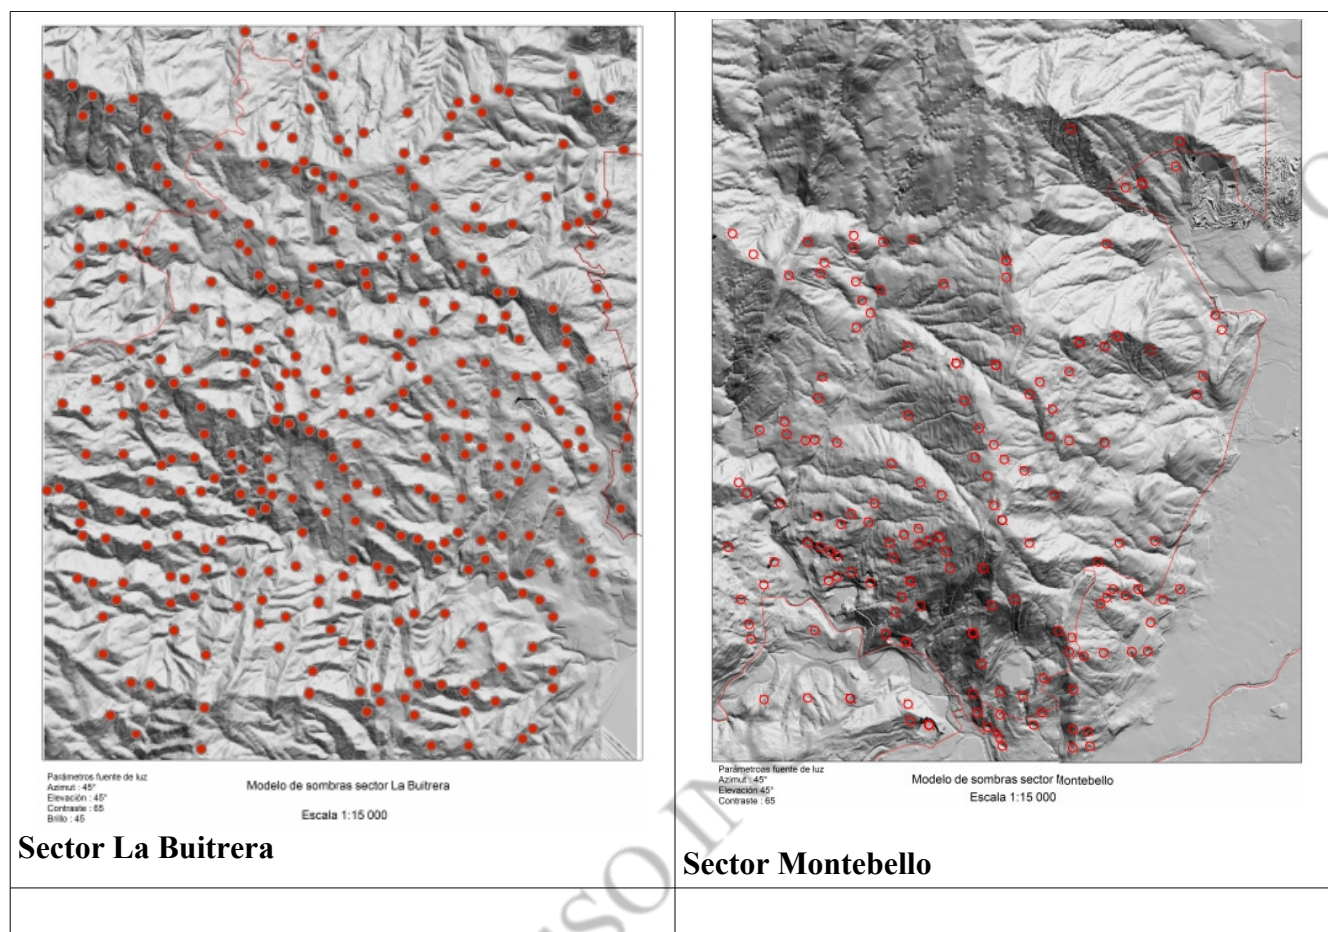 Parámetros fuente de luz
Azimut : 45°
Elevación : 45°
Contraste : 65
Brillo : 45
Modelo de sombras sector La Buitrera
Escala 1:15 000
Sector La Buitrera
Parámetroas fuente de luz
Azimut : 45°
Elevación 45°
Contraste : 65
Modelo de sombras sector Montebello
Escala 1:15 000
Sector Montebello
SO IN